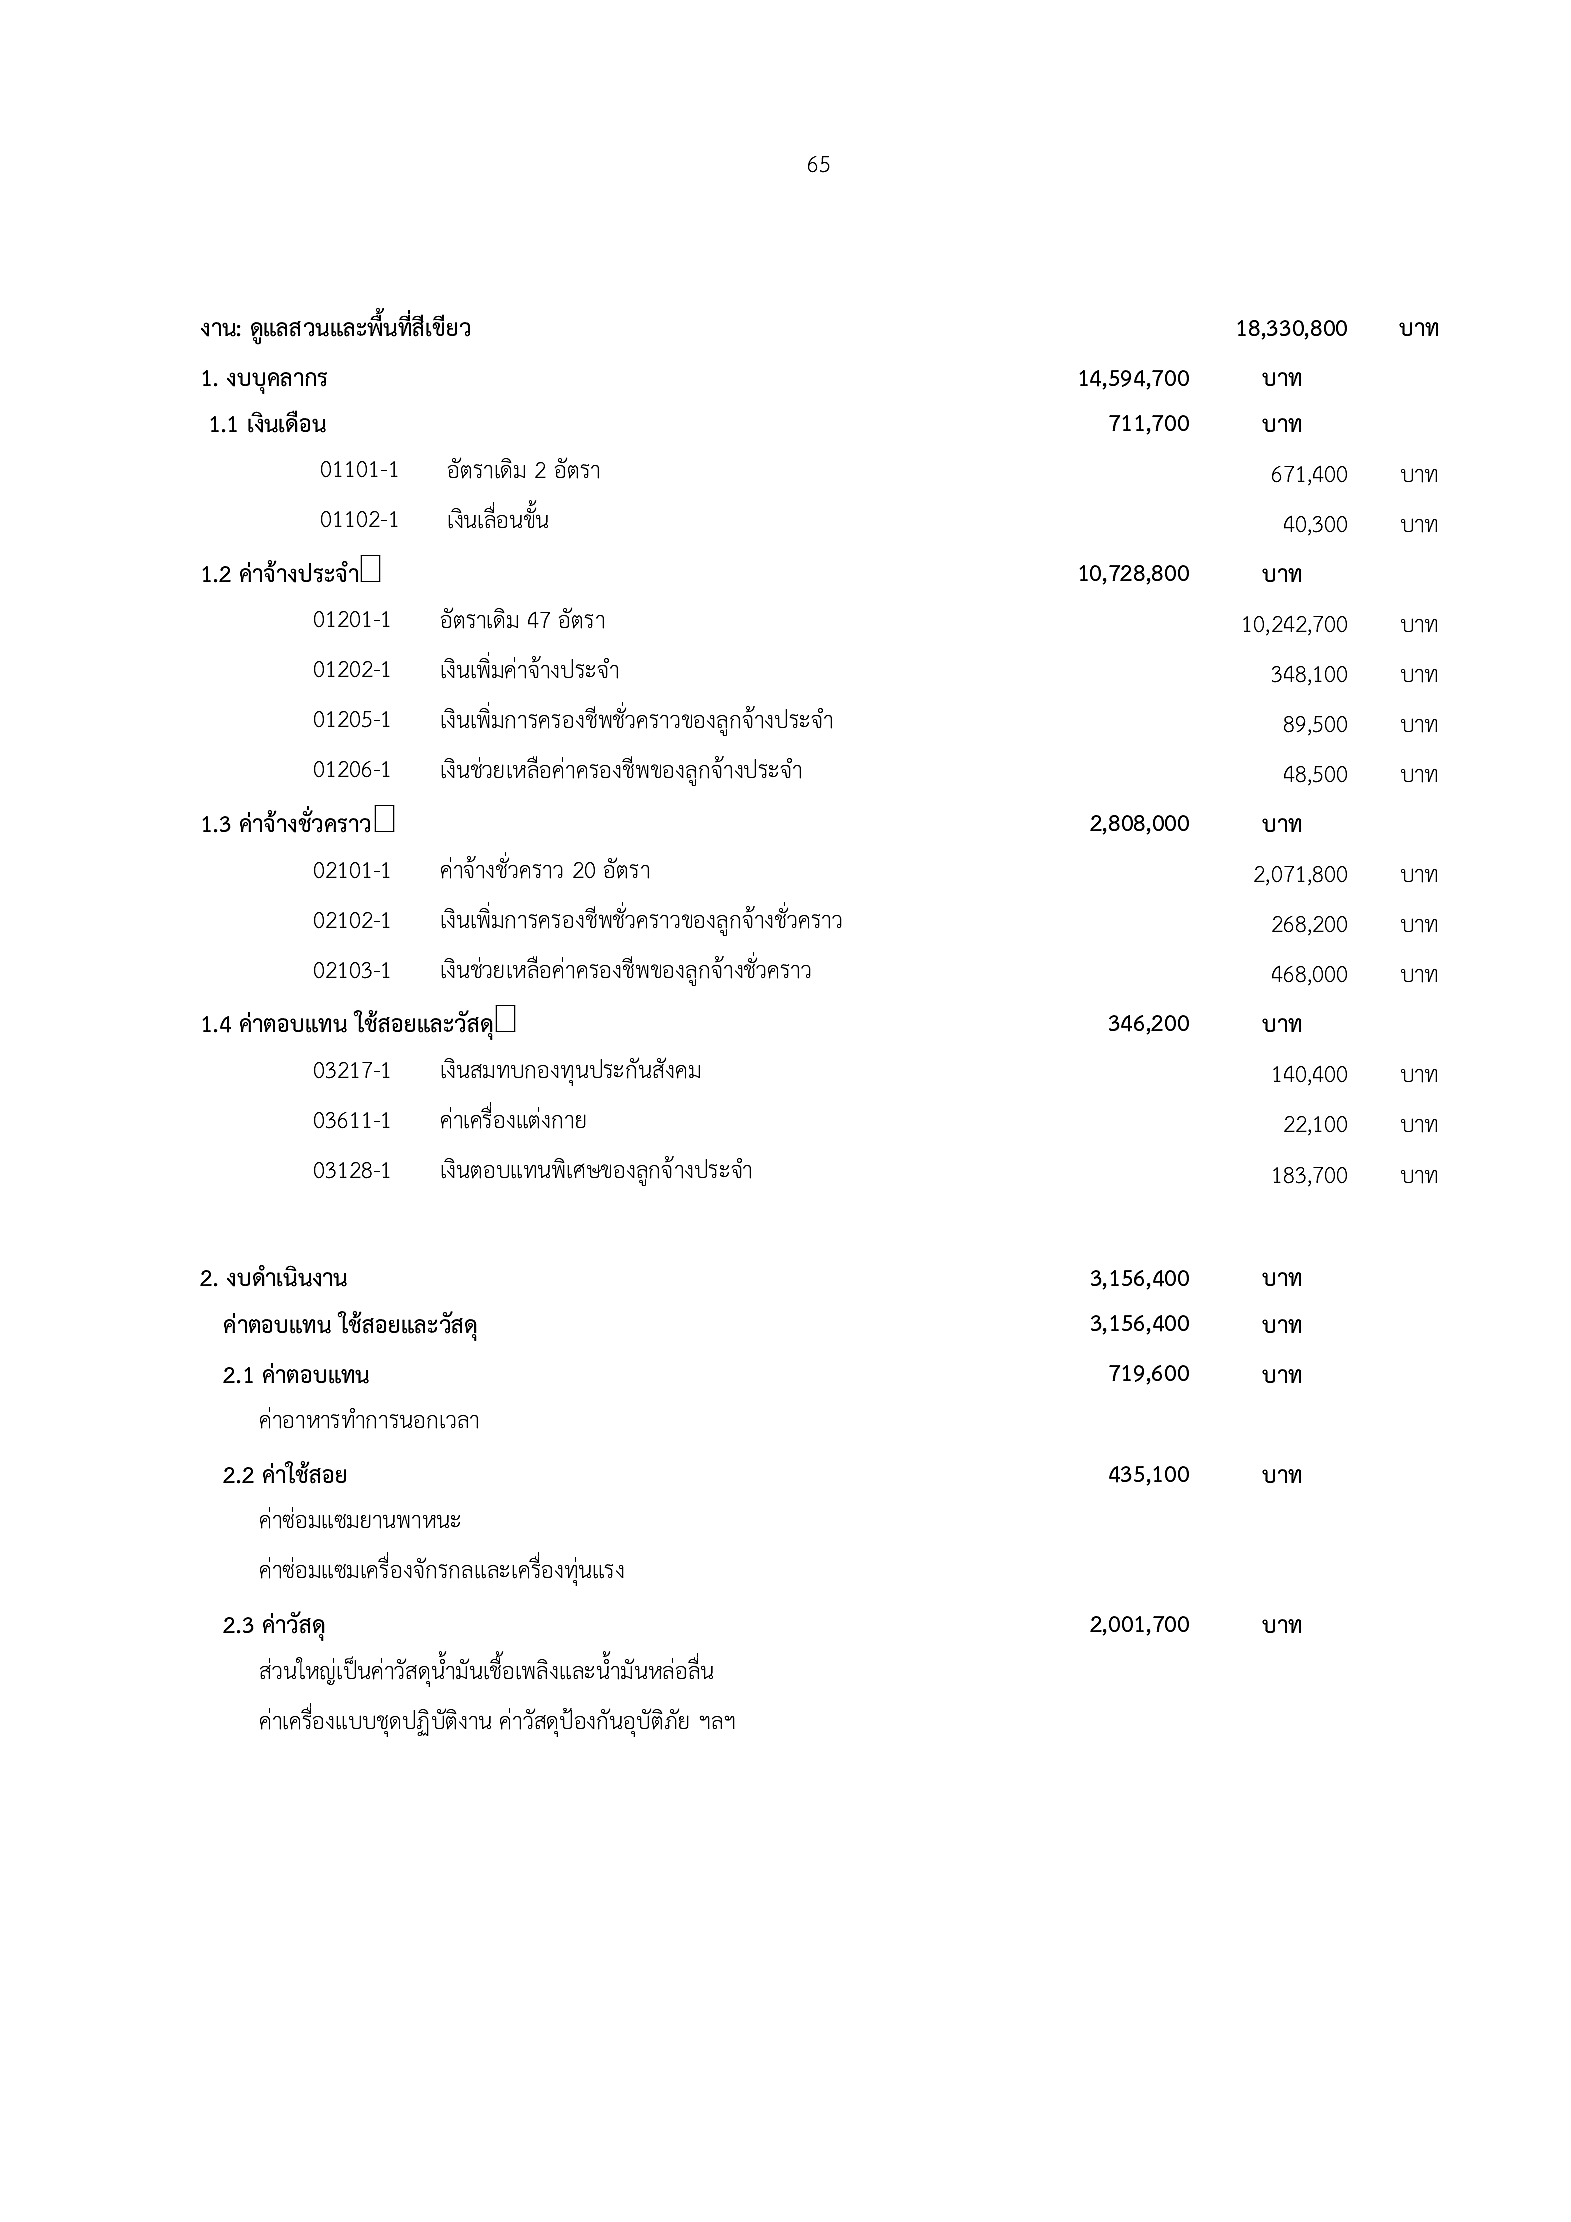 65
งาน: ดูแลสวนและพื้นที่สีเขียว 18,330,800 บาท
1. งบบุคลากร 14,594,700 บาท
1.1 เงินเดือน 711,700 บาท
01101-1 อัตราเดิม 2 อัตรา 671,400 บาท
01102-1 เงินเลื่อนขั้น 40,300 บาท
1.2 ค่าจ้างประจำ 10,728,800 บาท
01201-1 อัตราเดิม 47 อัตรา 10,242,700 บาท
01202-1 เงินเพิ่มค่าจ้างประจำ 348,100 บาท
01205-1 เงินเพิ่มการครองชีพชั่วคราวของลูกจ้างประจำ 89,500 บาท
01206-1 เงินช่วยเหลือค่าครองชีพของลูกจ้างประจำ 48,500 บาท
1.3 ค่าจ้างชั่วคราว 2,808,000 บาท
02101-1 ค่าจ้างชั่วคราว 20 อัตรา 2,071,800 บาท
02102-1 เงินเพิ่มการครองชีพชั่วคราวของลูกจ้างชั่วคราว 268,200 บาท
02103-1 เงินช่วยเหลือค่าครองชีพของลูกจ้างชั่วคราว 468,000 บาท
1.4 ค่าตอบแทน ใช้สอยและวัสดุ 346,200 บาท
03217-1 เงินสมทบกองทุนประกันสังคม 140,400 บาท
03611-1 ค่าเครื่องแต่งกาย 22,100 บาท
03128-1 เงินตอบแทนพิเศษของลูกจ้างประจำ 183,700 บาท
2. งบดำเนินงาน 3,156,400 บาท
ค่าตอบแทน ใช้สอยและวัสดุ 3,156,400 บาท
2.1 ค่าตอบแทน 719,600 บาท
ค่าอาหารทำการนอกเวลา
2.2 ค่าใช้สอย 435,100 บาท
ค่าซ่อมแซมยานพาหนะ
ค่าซ่อมแซมเครื่องจักรกลและเครื่องทุ่นแรง
2.3 ค่าวัสดุ 2,001,700 บาท
ส่วนใหญ่เป็นค่าวัสดุน้ำมันเชื้อเพลิงและน้ำมันหล่อลื่น
ค่าเครื่องแบบชุดปฏิบัติงาน ค่าวัสดุป้องกันอุบัติภัย ฯลฯ